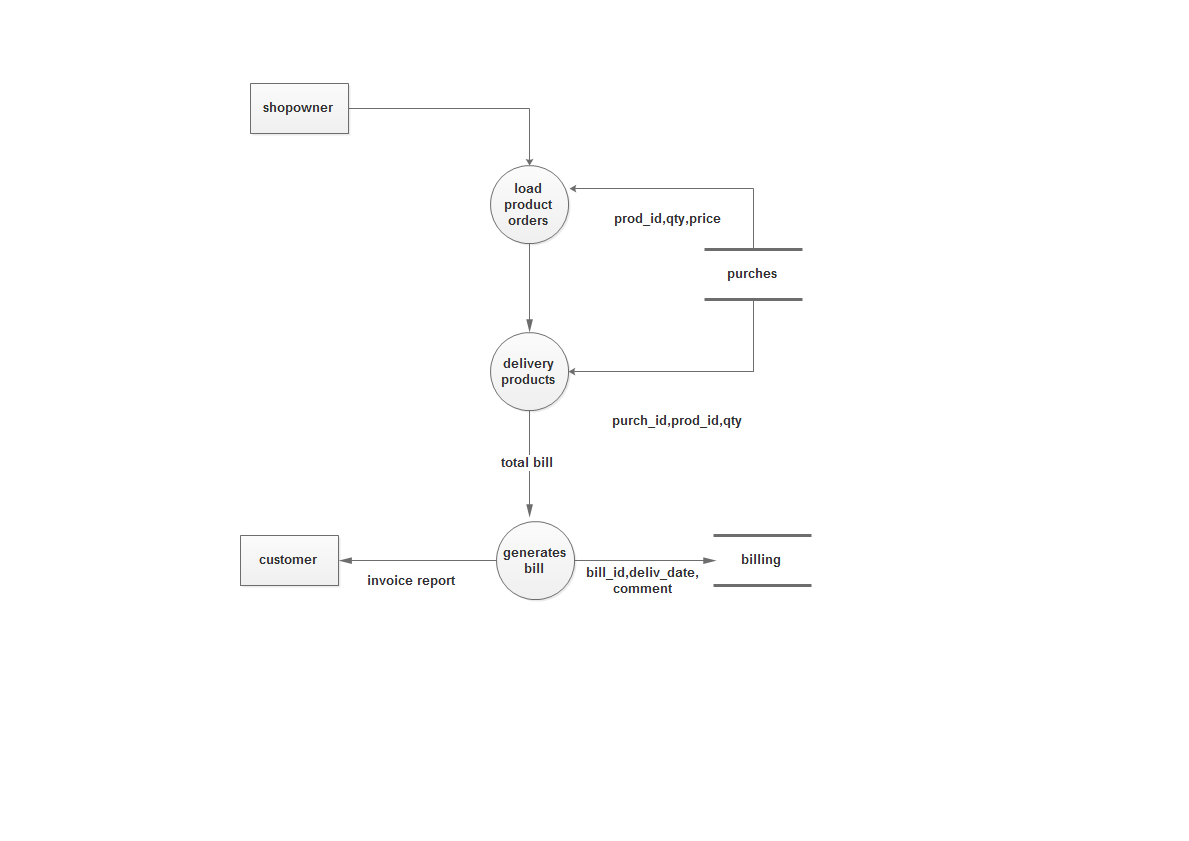 shopowner
load
product
orders
prod_id,qty,price
purches
delivery
products
purch_id,prod_id,qty
total bill
customer
invoice report
generates
bill
bill_id,deliv_date,
comment
billing